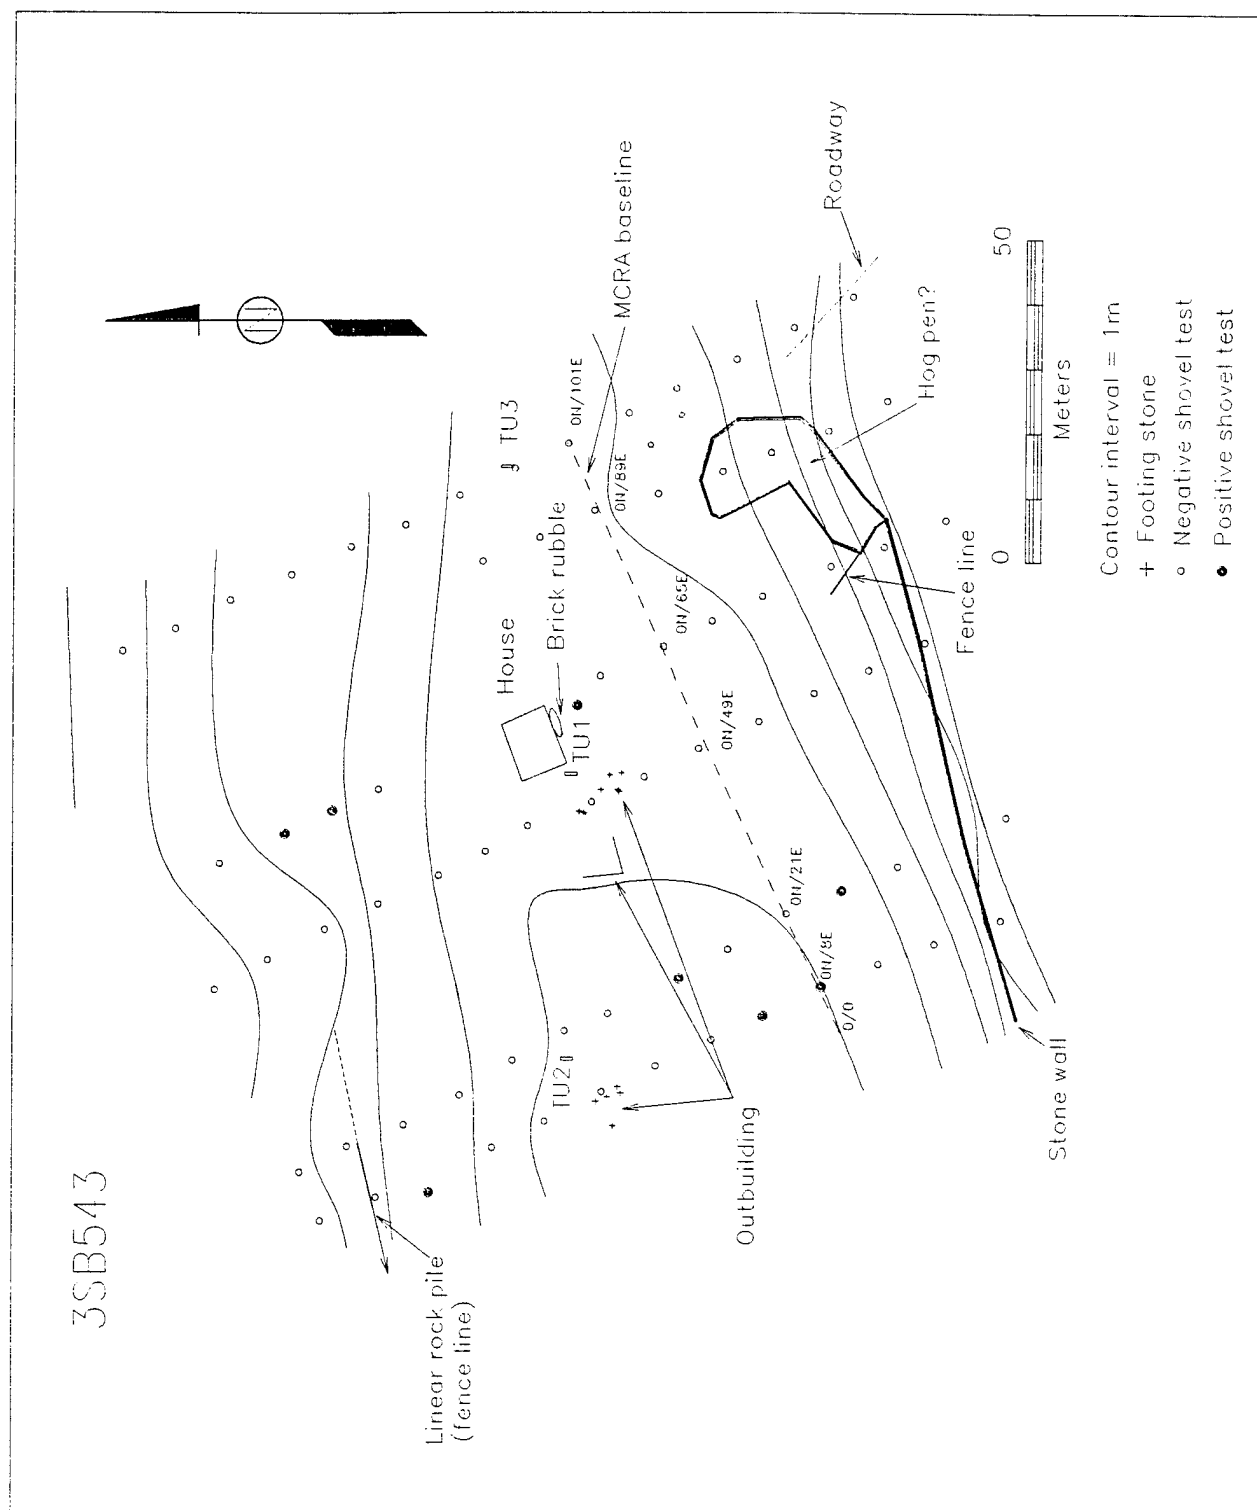 3SB543
Linear rock pile
(fence line)
House
Brick rubble
TU1
TU2
TU3
MCRA baseline
0N/101E
0N/89E
0N/65E
0N/49E
0N/21E
0N/8E
0/0
Outbuilding
Stone wall
Fence line
Hog pen?
Roadway
0
50
Meters
Contour interval = 1m
+ Footing stone
Negative shovel test
Positive shovel test